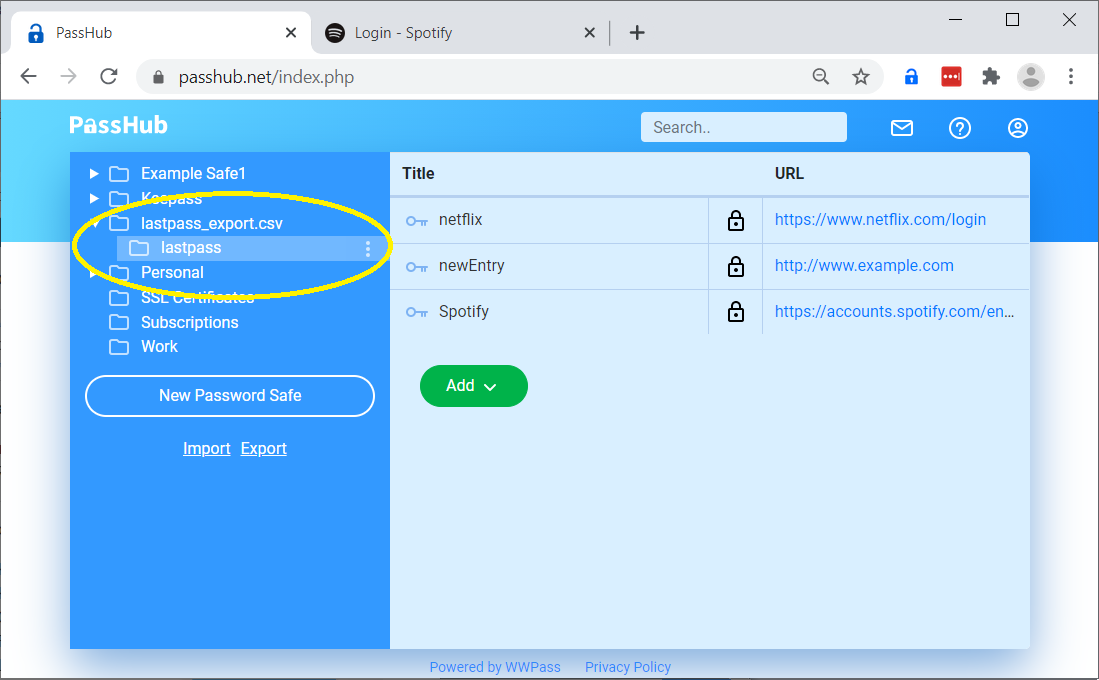 PassHub
Login - Spotify
passhub.net/index.php
PassHub
Search..
Example Safe1
Keepass
lastpass_export.csv
lastpass
Personal
SSL Certificates
Subscriptions
Work
New Password Safe
Import Export
Title URL
netflix https://www.netflix.com/login
newEntry http://www.example.com
Spotify https://accounts.spotify.com/en...
Add
Powered by WWPass Privacy Policy